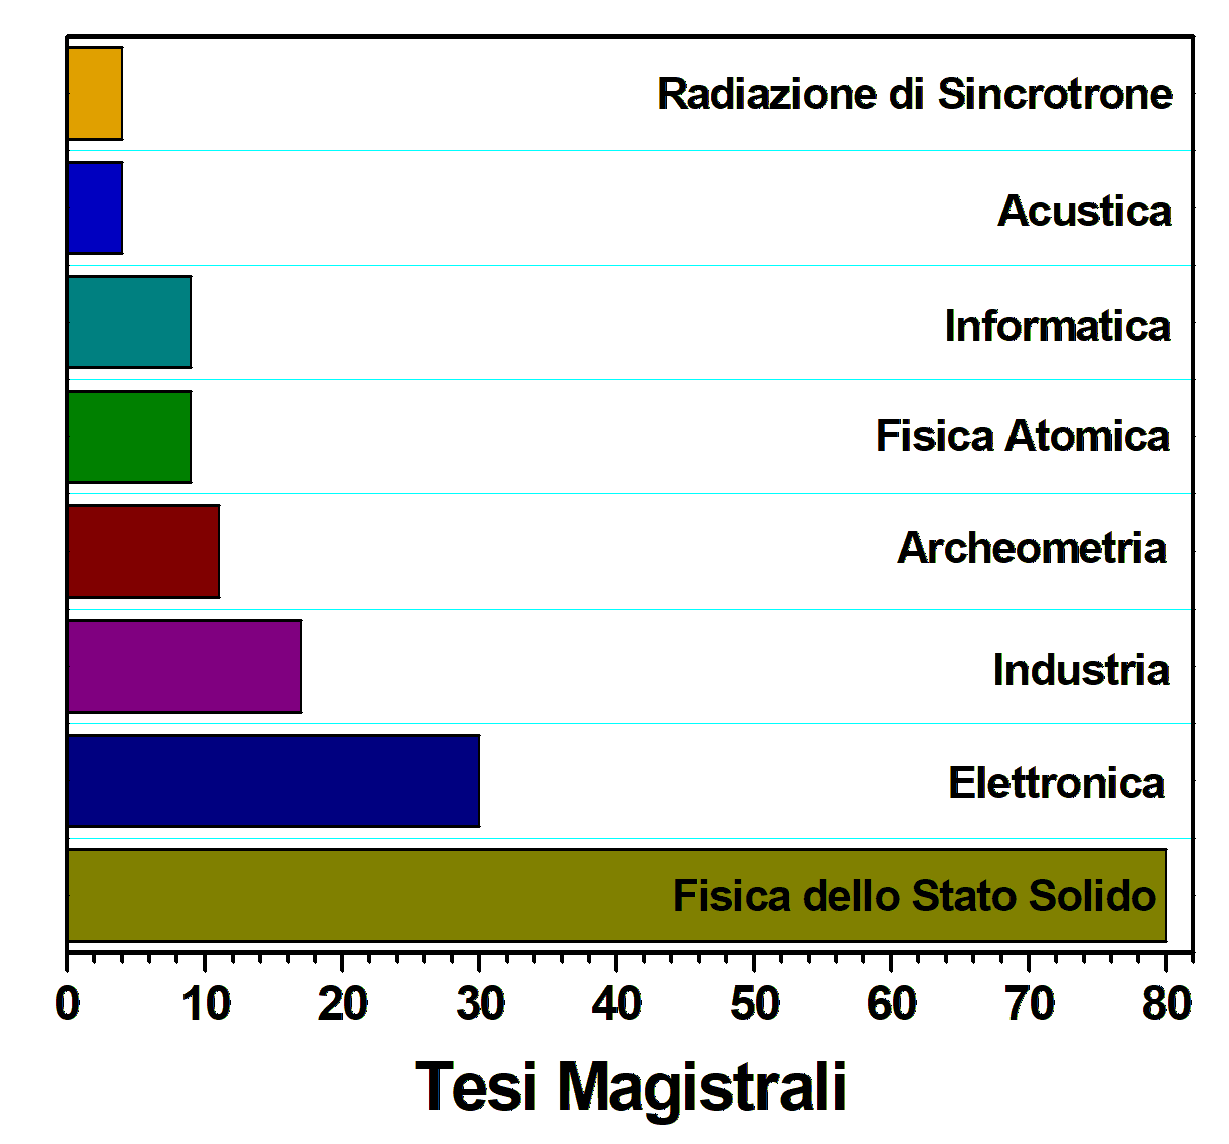 Radiazione di Sincrotrone
Acustica
Informatica
Fisica Atomica
Archeometria
Industria
Elettronica
Fisica dello Stato Solido
0 10 20 30 40 50 60 70 80
Tesi Magistrali